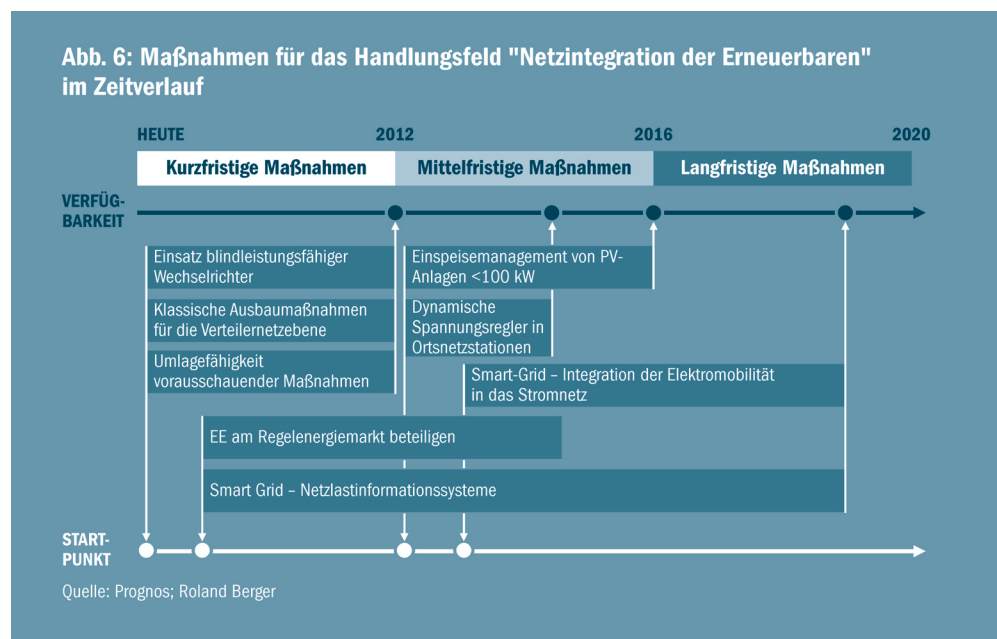 Abb. 6: Maßnahmen für das Handlungsfeld "Netzintegration der Erneuerbaren"
im Zeitverlauf
HEUTE 2012 2016 2020
Kurzfristige Maßnahmen Mittelfristige Maßnahmen Langfristige Maßnahmen
VERFÜG-
BARKEIT
Einsatz blindleistungsfähiger
Wechselrichter
Einspeisemanagement von PV-
Anlagen <100 kW
Klassische Ausbaumaßnahmen
für die Verteilernetzebene
Dynamische
Spannungsregler in
Ortsnetzstationen
Umlagefähigkeit
vorausschauender Maßnahmen
Smart-Grid – Integration der Elektromobilität
in das Stromnetz
EE am Regelenergiemarkt beteiligen
Smart Grid – Netzlastinformationssysteme
START-
PUNKT
Quelle: Prognos; Roland Berger